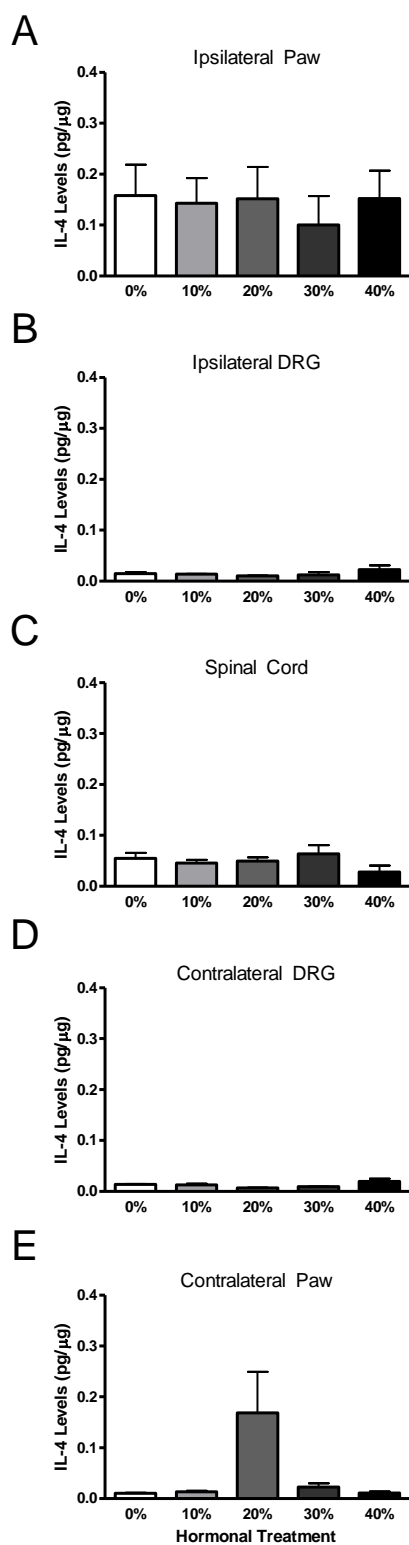 A
Ipsilateral Paw
IL-4 Levels (pg/µg)
0.4
0.3
0.2
0.1
0.0
0% 10% 20% 30% 40%
B
Ipsilateral DRG
IL-4 Levels (pg/µg)
0.4
0.3
0.2
0.1
0.0
0% 10% 20% 30% 40%
C
Spinal Cord
IL-4 Levels (pg/µg)
0.4
0.3
0.2
0.1
0.0
0% 10% 20% 30% 40%
D
Contralateral DRG
IL-4 Levels (pg/µg)
0.4
0.3
0.2
0.1
0.0
0% 10% 20% 30% 40%
E
Contralateral Paw
IL-4 Levels (pg/µg)
0.4
0.3
0.2
0.1
0.0
0% 10% 20% 30% 40%
Hormonal Treatment